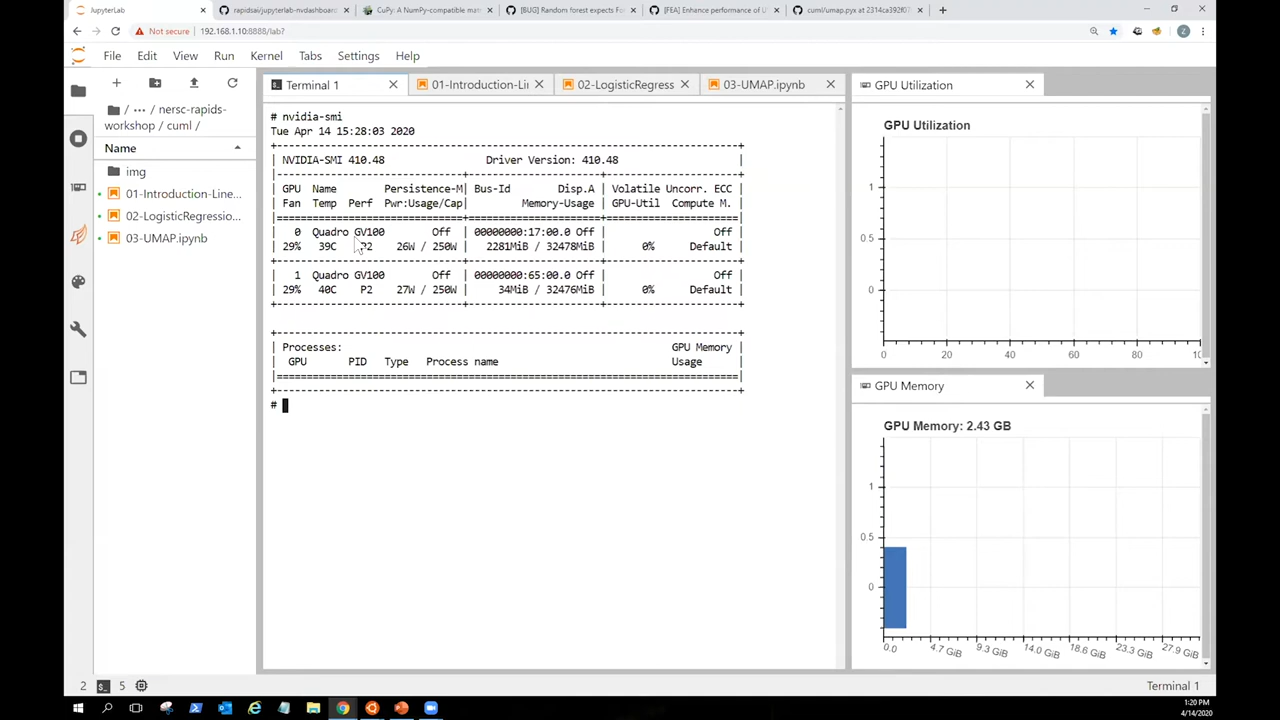 JupyterLab
rapidsai/jupyterlab-nvdashboard
CuPy: A NumPy-compatible mat
[BUG] Random forest expects For
[FEA] Enhance performance of U
cuml/umap.pyx at 2314ca392f07
Not secure | 192.168.1.10:8888/lab?
File Edit View Run Kernel Tabs Settings Help
Terminal 1
01-Introduction-Li
02-LogisticRegress
03-UMAP.ipynb
/ ··· / nersc-rapids-
workshop / cuml /
Name
img
01-Introduction-Line...
02-LogisticRegressio...
03-UMAP.ipynb
# nvidia-smi
Tue Apr 14 15:28:03 2020
NVIDIA-SMI 410.48 Driver Version: 410.48
GPU Name Persistence-M| Bus-Id Disp.A | Volatile Uncorr. ECC
Fan Temp Perf Pwr:Usage/Cap| Memory-Usage | GPU-Util Compute M.
0 Quadro GV100 Off | 00000000:17:00.0 Off | Off
29% 39C P2 26W / 250W | 2281MiB / 32478MiB | 0% Default
1 Quadro GV100 Off | 00000000:65:00.0 Off | Off
29% 40C P2 27W / 250W | 34MiB / 32476MiB | 0% Default
Processes: GPU Memory
GPU PID Type Process name Usage
#
GPU Utilization
GPU Utilization
1
0.5
0
0 20 40 60 80 10
GPU Memory
GPU Memory: 2.43 GB
1
0.5
0
0.0 4.7 GiB 9.3 GiB 14.0 GiB 18.6 GiB 23.3 GiB 27.9 GiB
2 5
Terminal 1
1:20 PM
4/14/2020